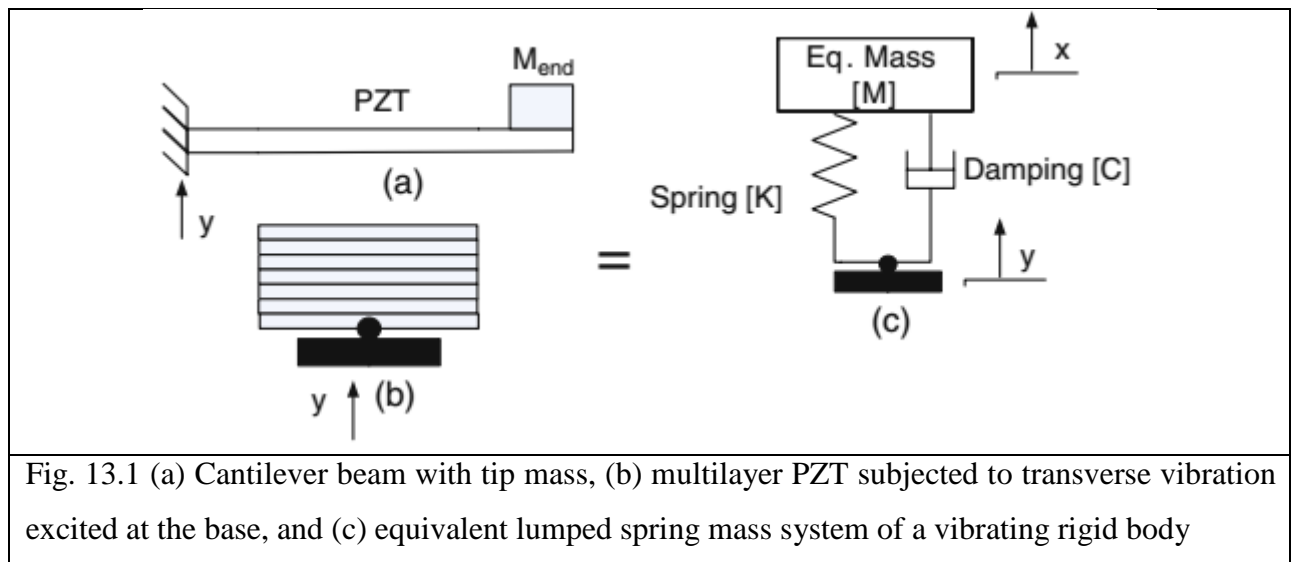 M_end
PZT
(a)
y
y
(b)
=
Eq. Mass
[M]
x
Spring [K]
Damping [C]
y
(c)
Fig. 13.1 (a) Cantilever beam with tip mass, (b) multilayer PZT subjected to transverse vibration
excited at the base, and (c) equivalent lumped spring mass system of a vibrating rigid body